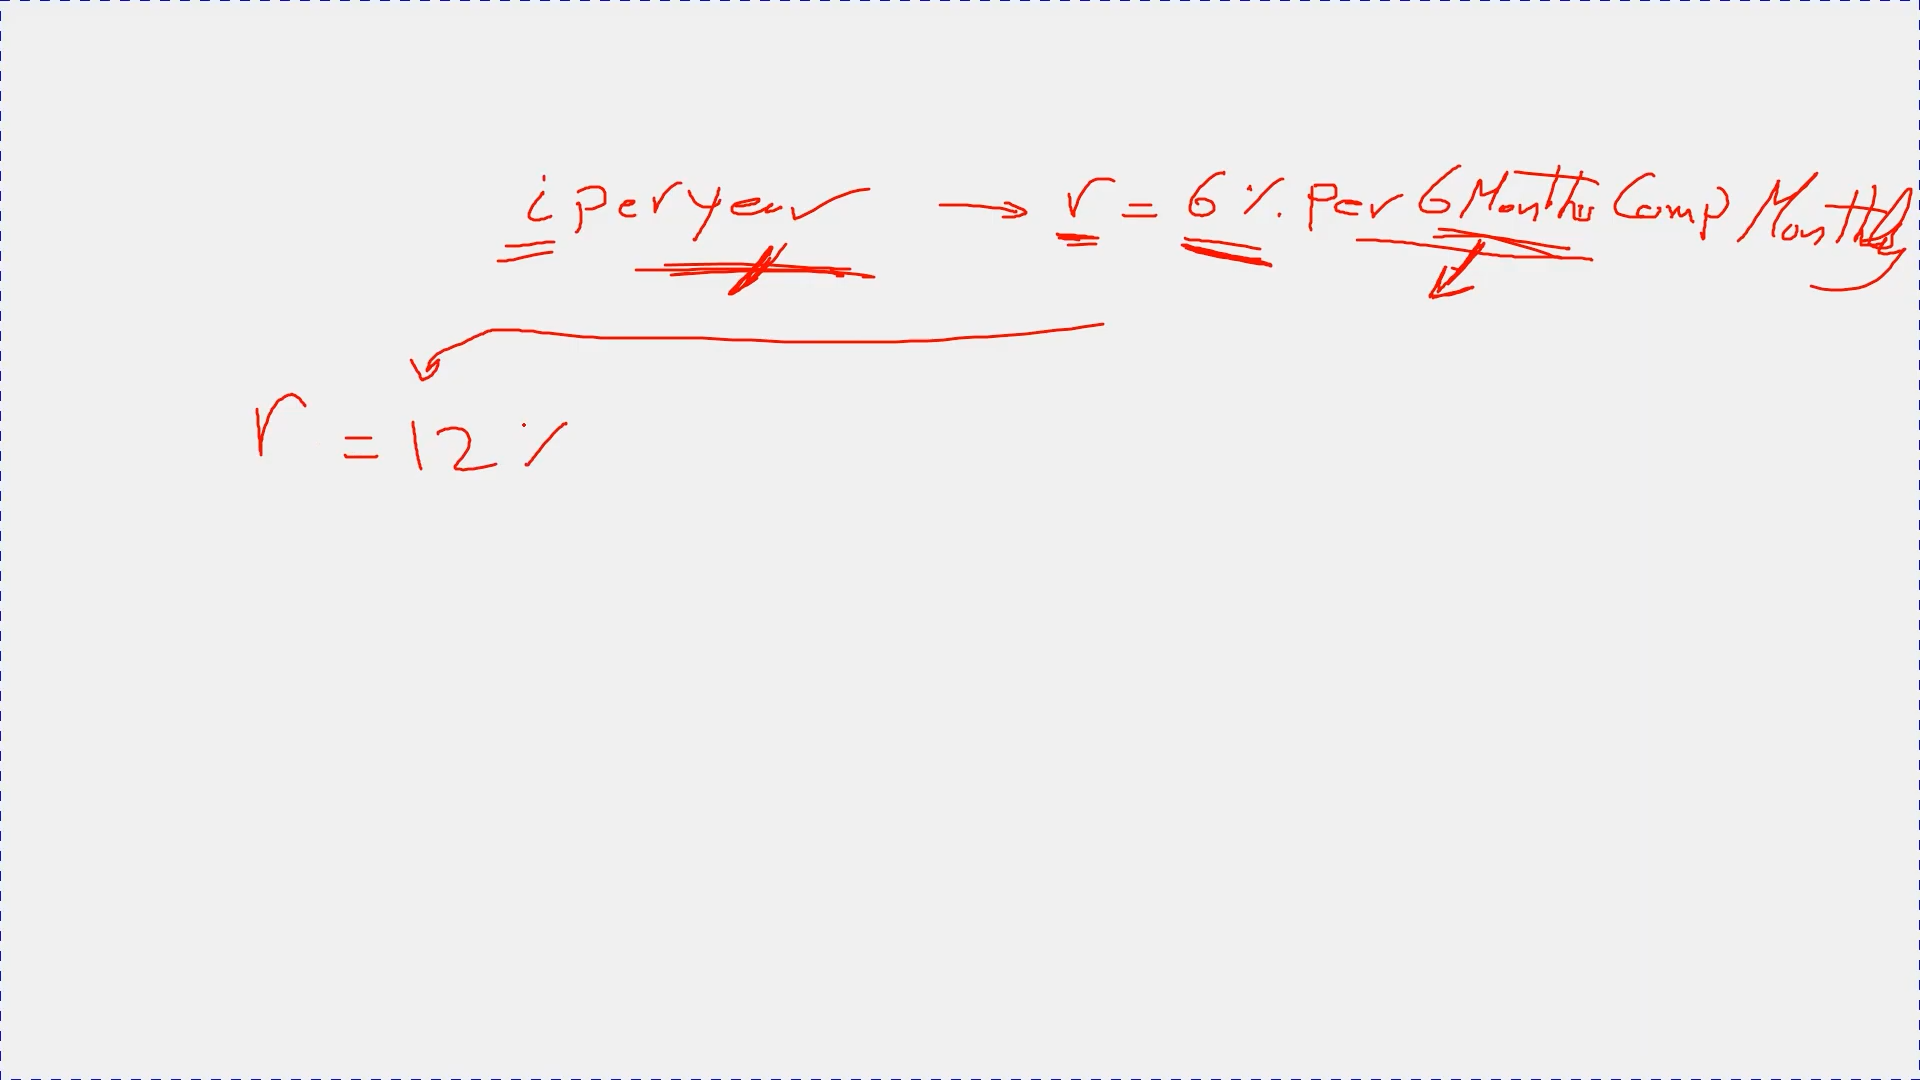 i per year → r = 6% per 6 Months Comp Monthly
r = 12%